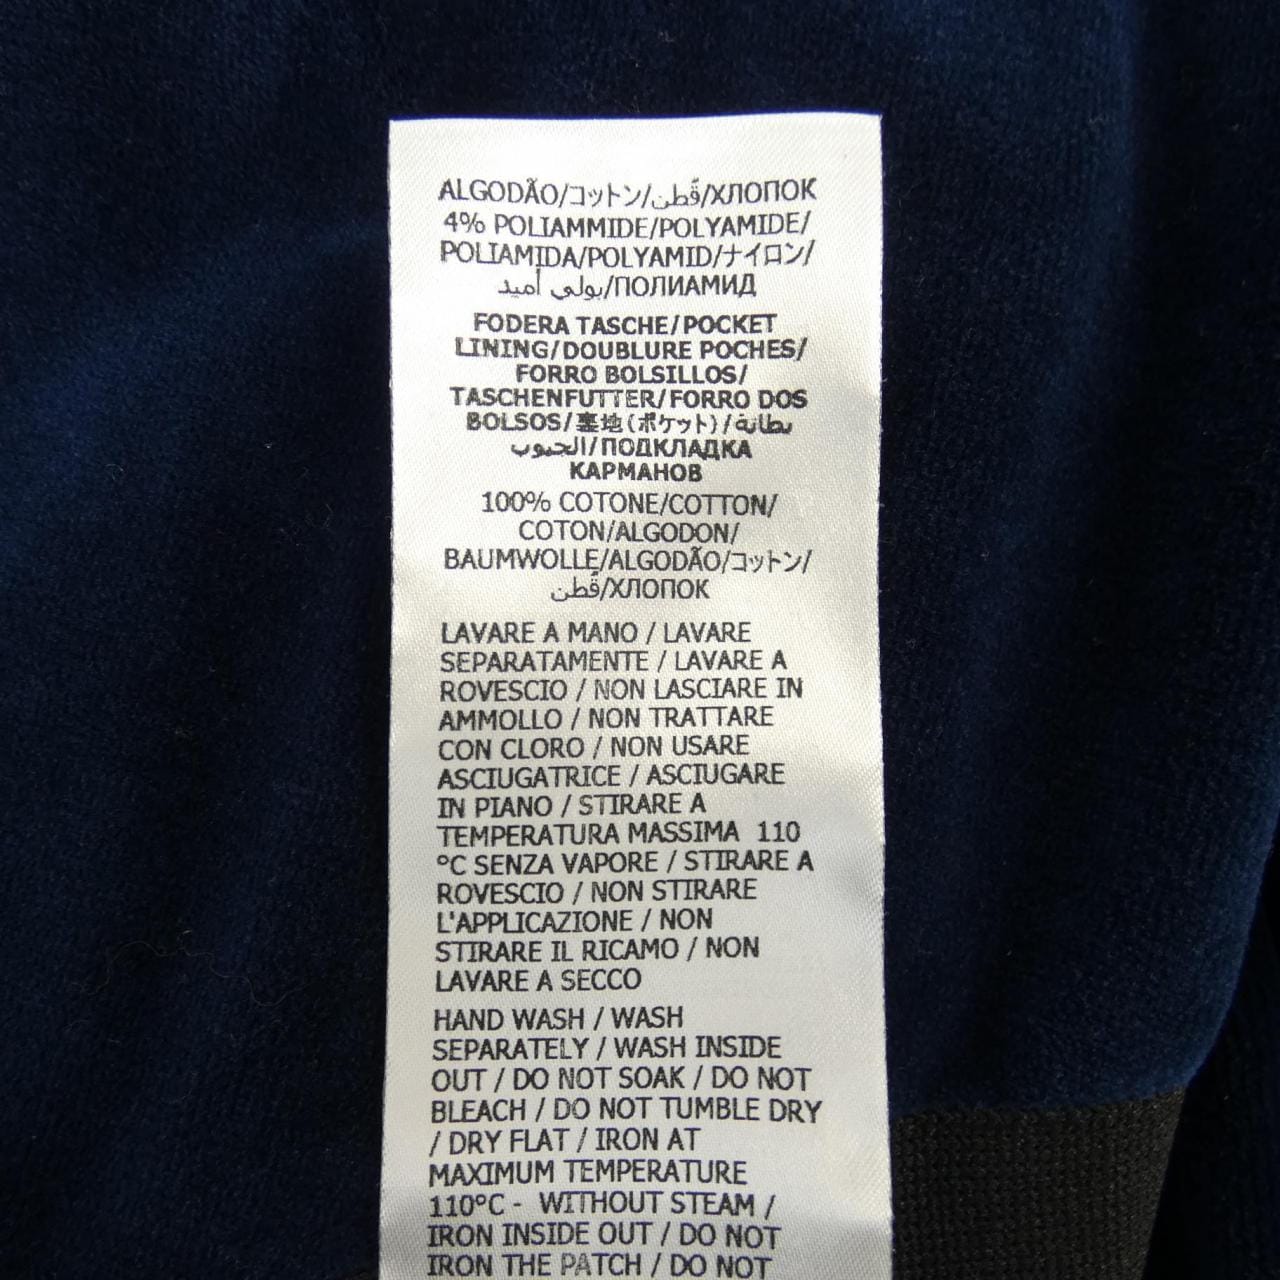 ALGODÃO/コットン/قُطن/ХЛОПОК
4% POLIAMMIDE/POLYAMIDE/
POLIAMIDA/POLYAMID/ナイロン/
بولي أميد/ПОЛИАМИД
FODERA TASCHE/POCKET
LINING/DOUBLURE POCHES/
FORRO BOLSILLOS/
TASCHENFUTTER/FORRO DOS
BOLSOS/裏地(ポケット)/بطانة
الجيوب/ПОДКЛАДКА
КАРМАНОВ
100% COTONE/COTTON/
COTON/ALGODON/
BAUMWOLLE/ALGODÃO/コットン/
قُطن/ХЛОПОК
LAVARE A MANO / LAVARE
SEPARATAMENTE / LAVARE A
ROVESCIO / NON LASCIARE IN
AMMOLLO / NON TRATTARE
CON CLORO / NON USARE
ASCIUGATRICE / ASCIUGARE
IN PIANO / STIRARE A
TEMPERATURA MASSIMA 110
°C SENZA VAPORE / STIRARE A
ROVESCIO / NON STIRARE
L'APPLICAZIONE / NON
STIRARE IL RICAMO / NON
LAVARE A SECCO
HAND WASH / WASH
SEPARATELY / WASH INSIDE
OUT / DO NOT SOAK / DO NOT
BLEACH / DO NOT TUMBLE DRY
/ DRY FLAT / IRON AT
MAXIMUM TEMPERATURE
110°C - WITHOUT STEAM /
IRON INSIDE OUT / DO NOT
IRON THE PATCH / DO NOT